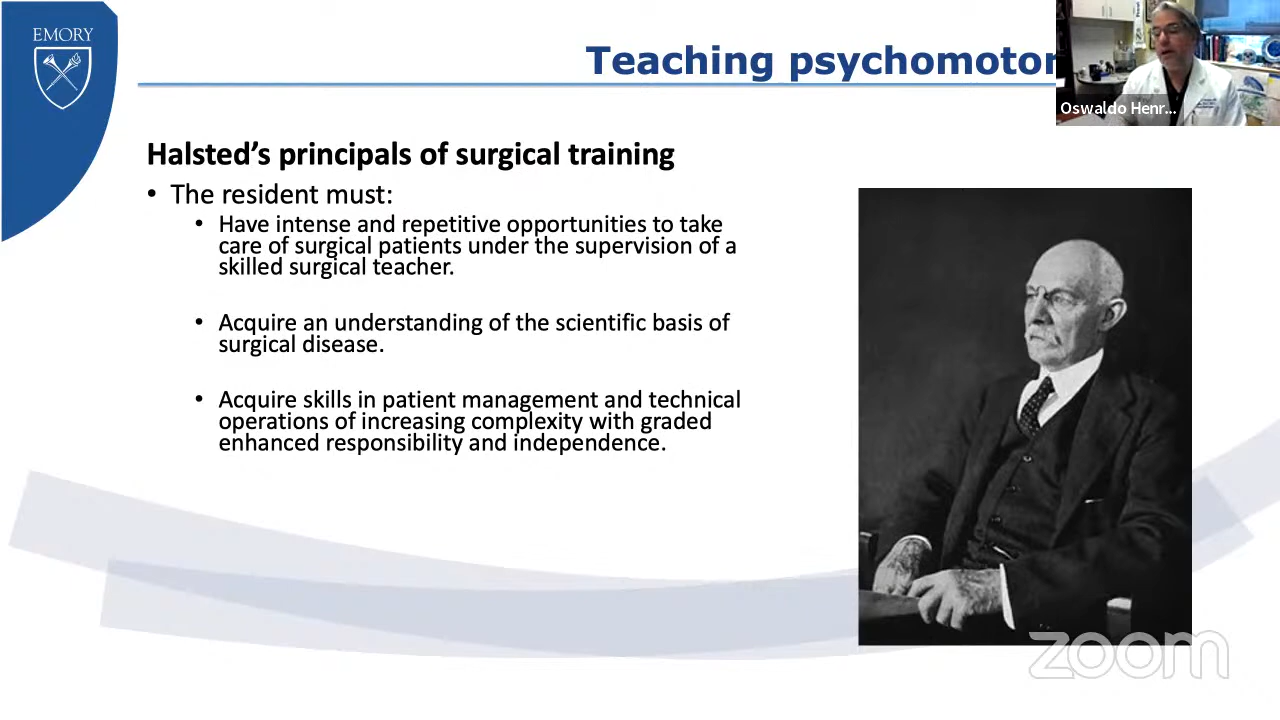 EMORY
Teaching psychomotor
Oswaldo Henr...
Halsted's principals of surgical training
• The resident must:
• Have intense and repetitive opportunities to take
care of surgical patients under the supervision of a
skilled surgical teacher.
• Acquire an understanding of the scientific basis of
surgical disease.
• Acquire skills in patient management and technical
operations of increasing complexity with graded
enhanced responsibility and independence.
zoom